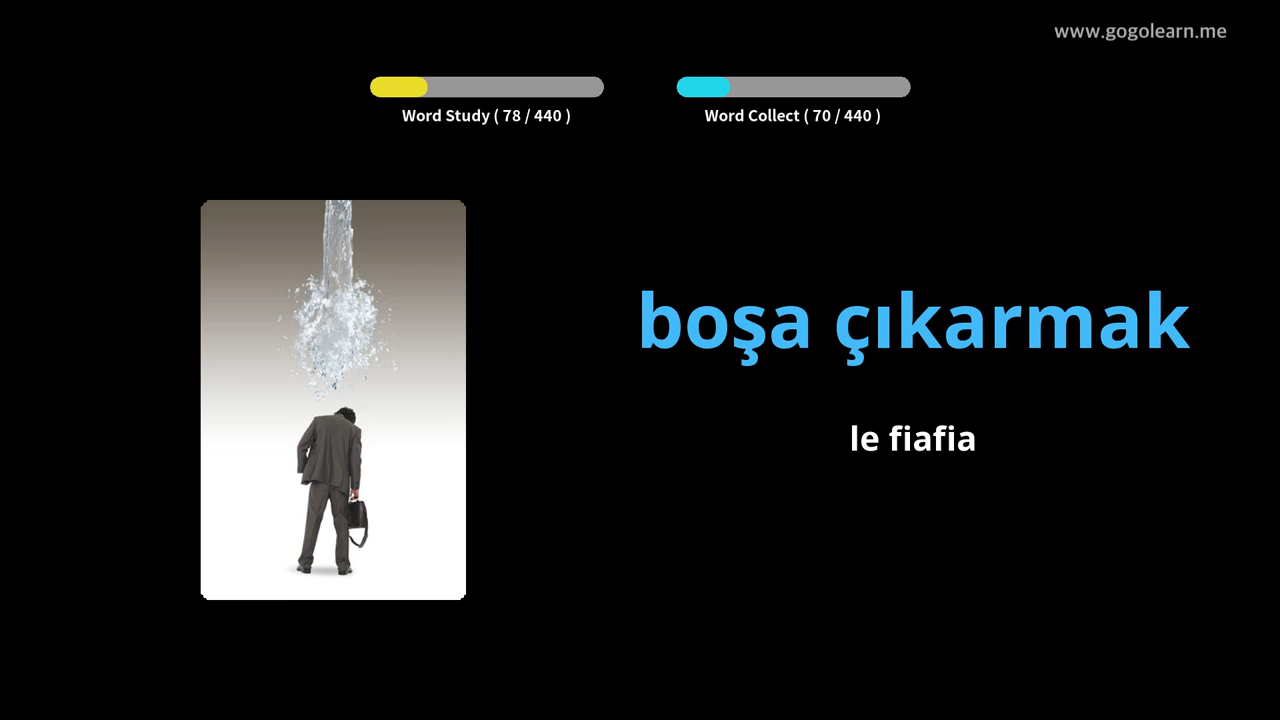 www.gogolearn.me
Word Study ( 78 / 440 )
Word Collect ( 70 / 440 )
boşa çıkarmak
le fiafia